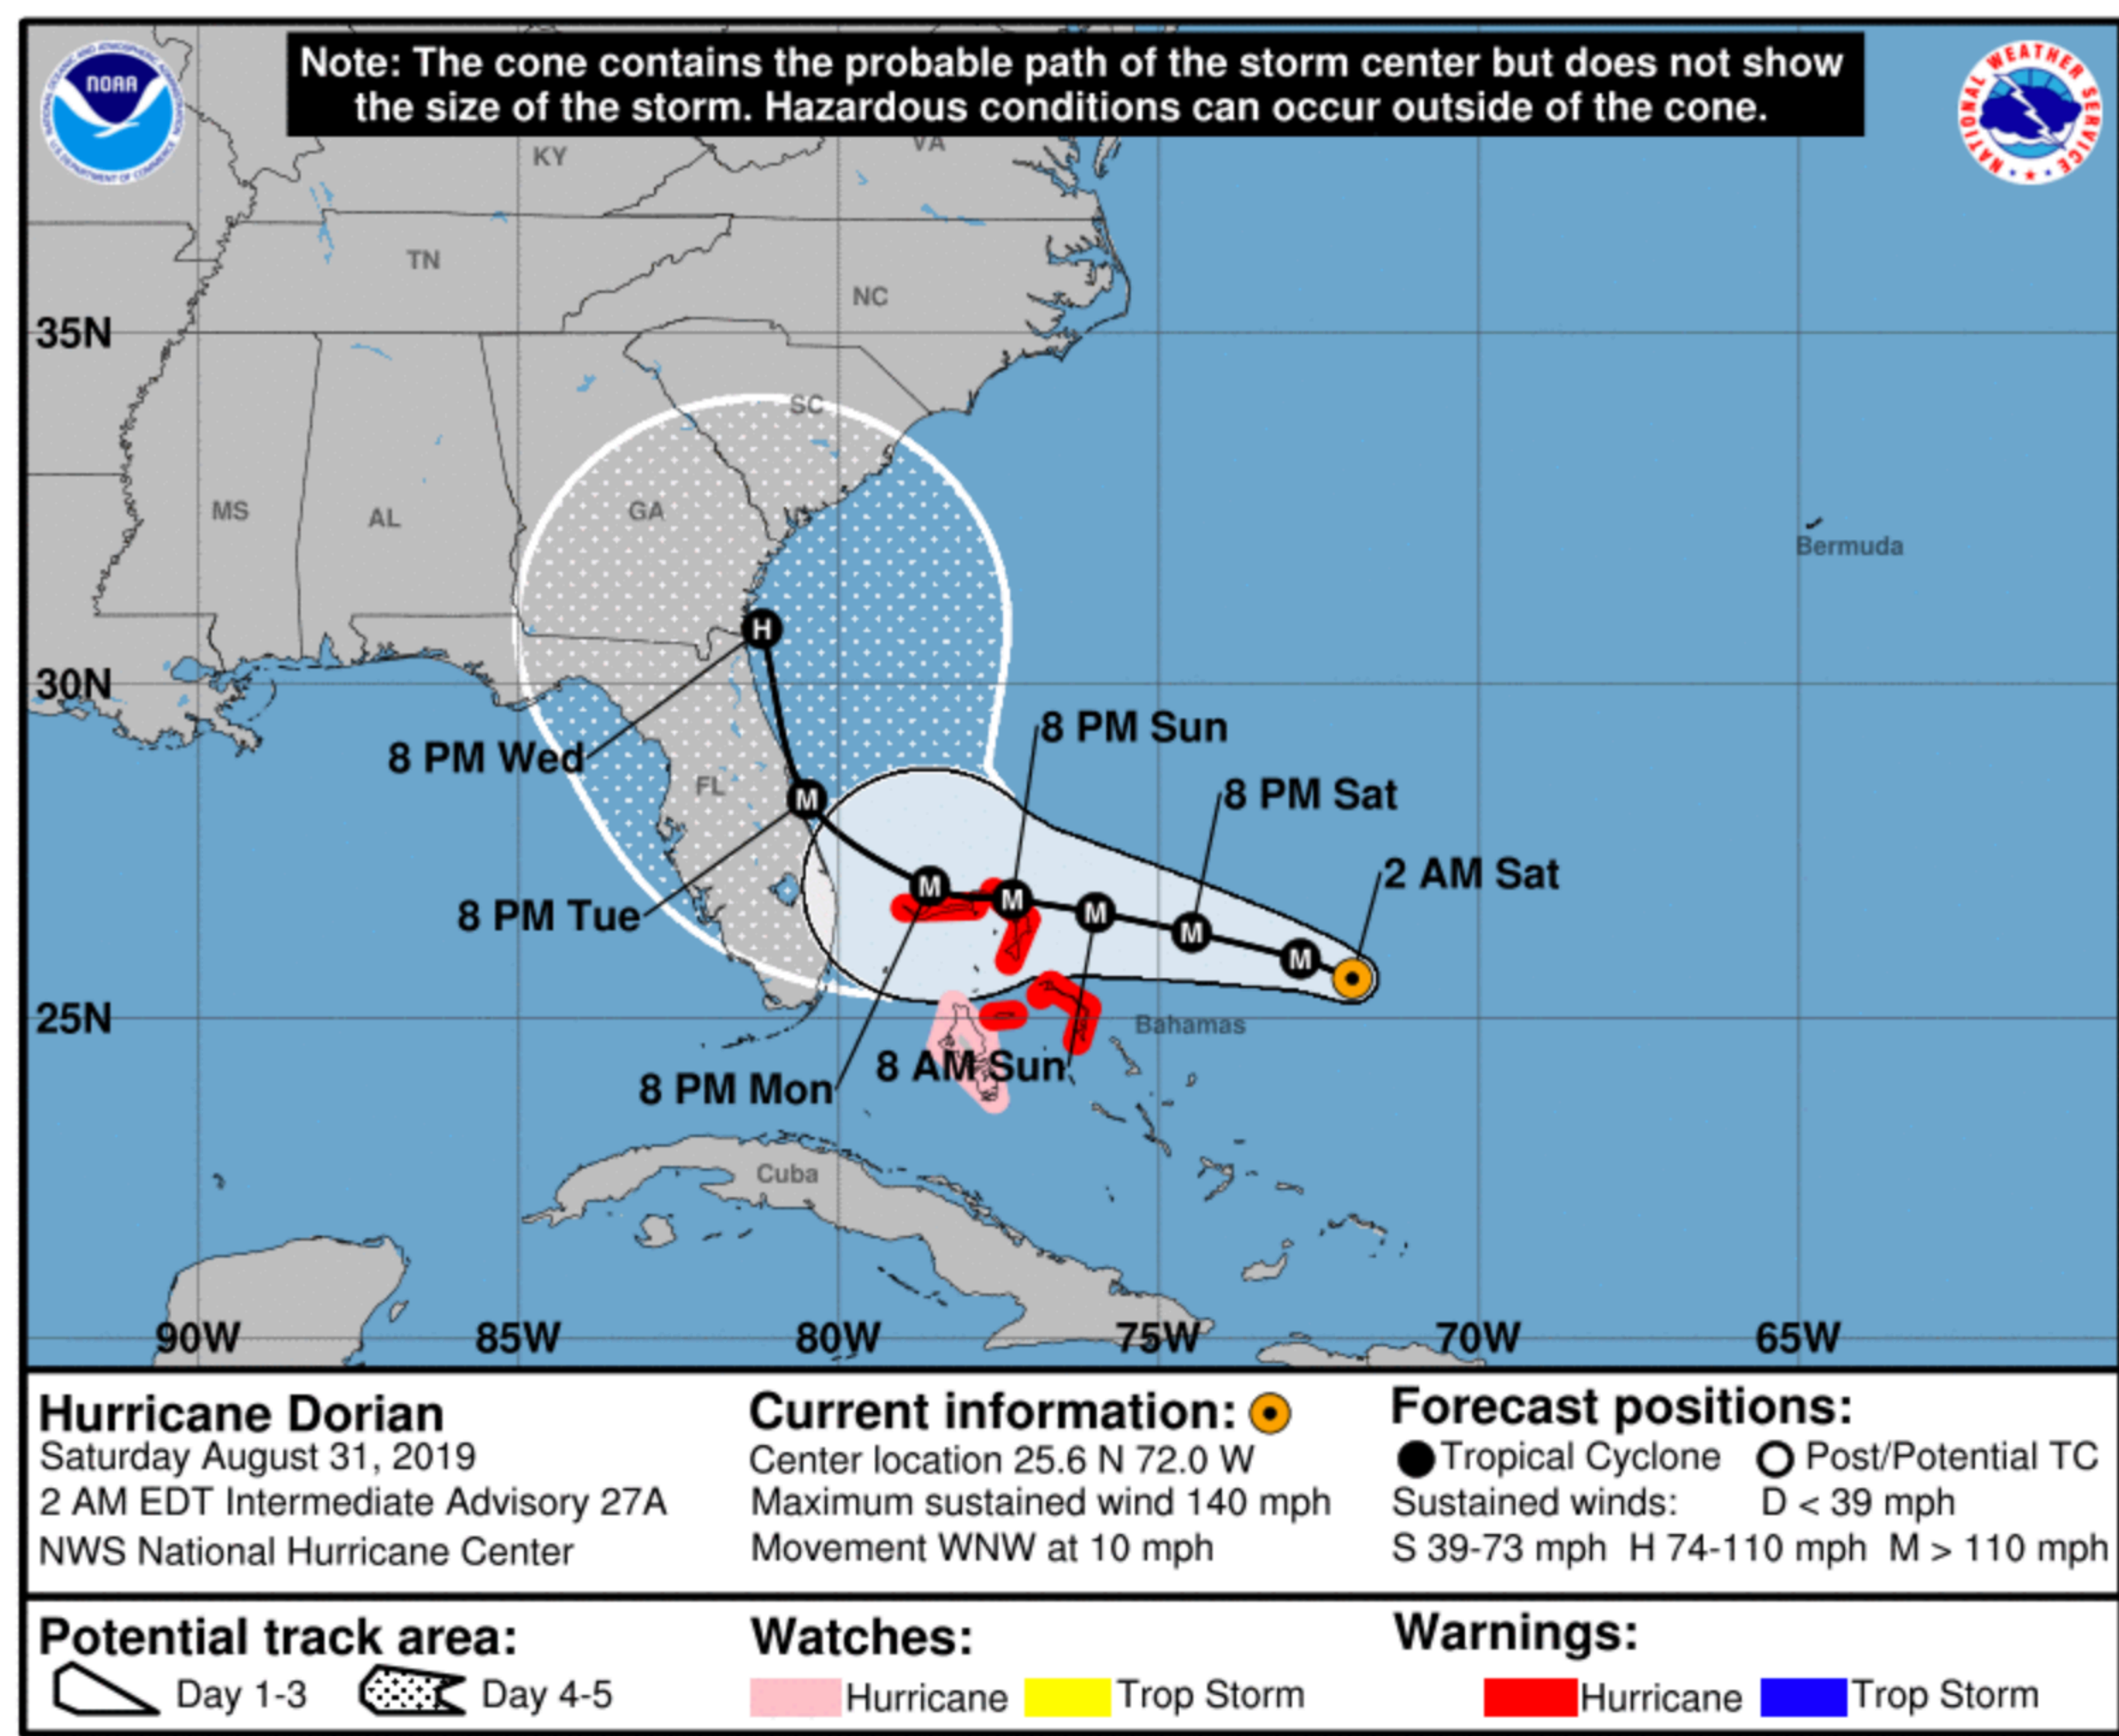 Note: The cone contains the probable path of the storm center but does not show
the size of the storm. Hazardous conditions can occur outside of the cone.
NOAA
NATIONAL WEATHER SERVICE
KY
VA
TN
NC
35N
SC
MS
AL
GA
Bermuda
H
30N
8 PM Sun
8 PM Wed
FL
M
8 PM Sat
2 AM Sat
M
M
M
M
8 PM Tue
M
25N
Bahamas
8 AM Sun
8 PM Mon
Cuba
90W
85W
80W
75W
70W
65W
M
Hurricane Dorian
Saturday August 31, 2019
2 AM EDT Intermediate Advisory 27A
NWS National Hurricane Center
Current information:
Center location 25.6 N 72.0 W
Maximum sustained wind 140 mph
Movement WNW at 10 mph
Forecast positions:
Tropical Cyclone
Post/Potential TC
Sustained winds: D < 39 mph
S 39-73 mph H 74-110 mph M > 110 mph
Potential track area:
Day 1-3
Day 4-5
Watches:
Hurricane
Trop Storm
Warnings:
Hurricane
Trop Storm